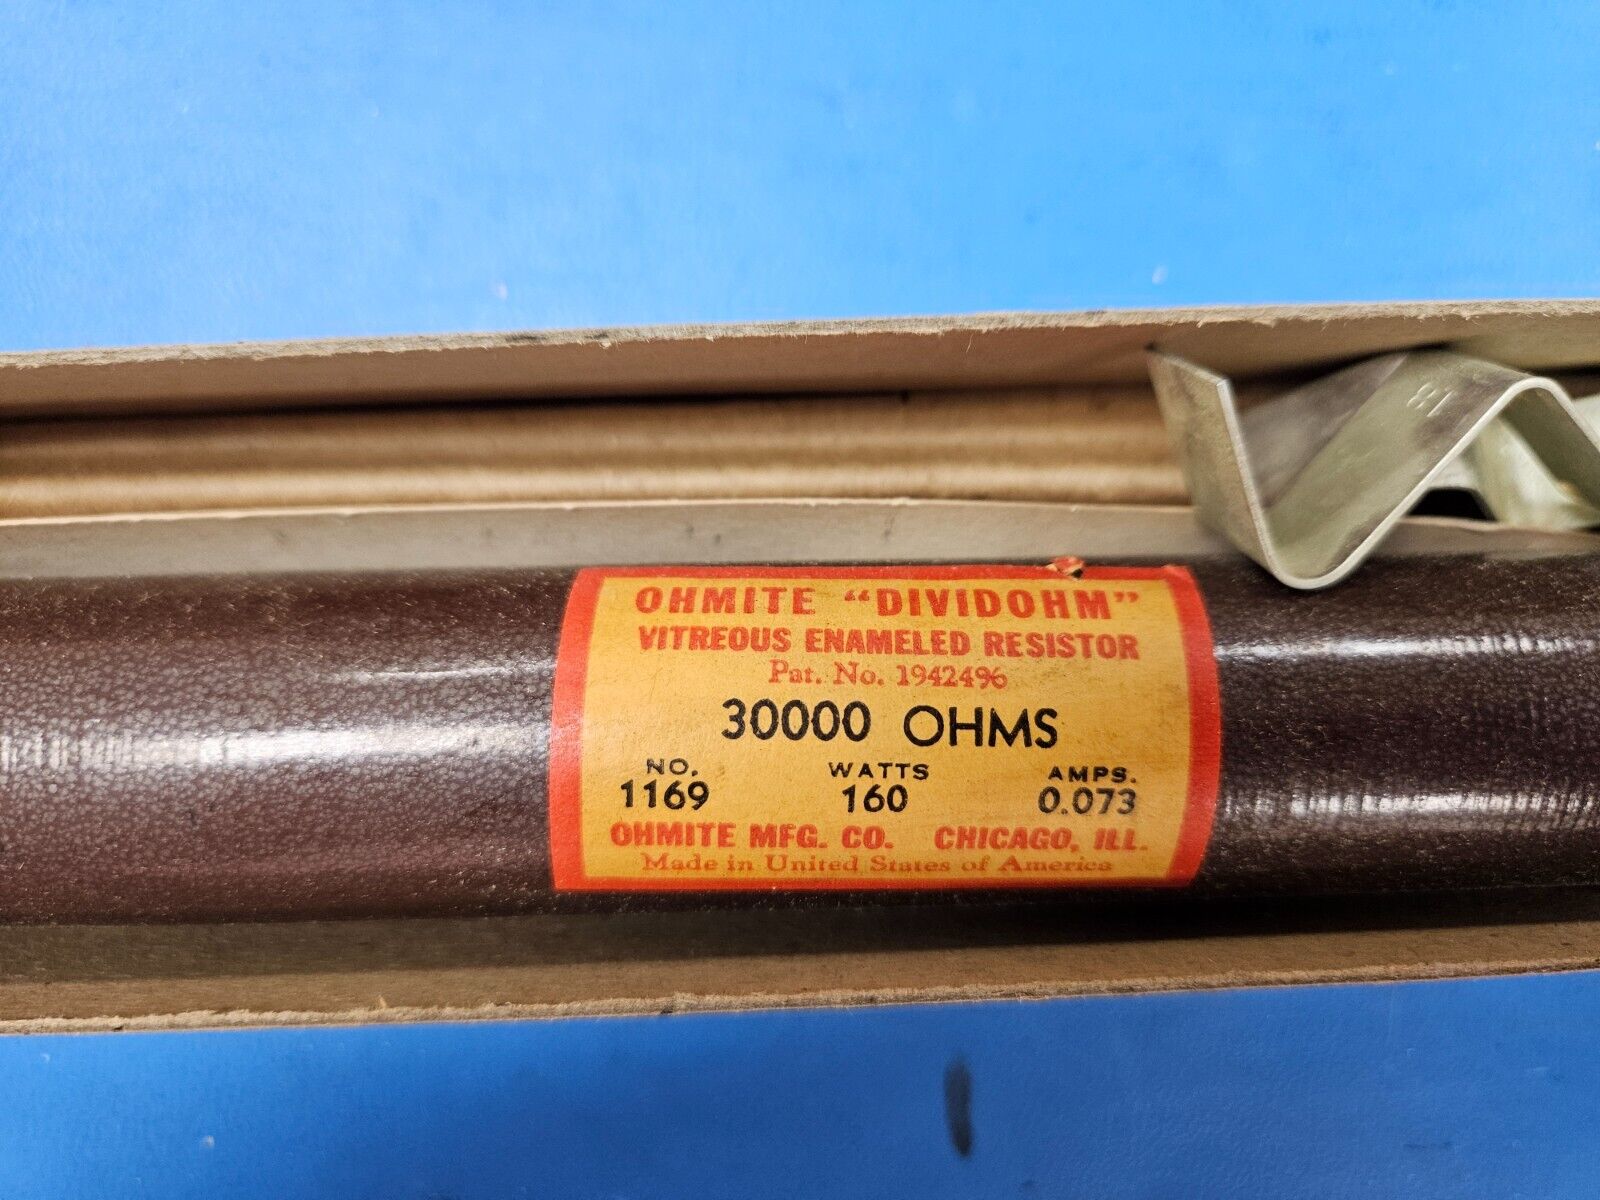 OHMITE "DIVIDOHM"
VITREOUS ENAMELED RESISTOR
Pat. No. 1942496
30000 OHMS
NO. WATTS AMPS.
1169 160 0.073
OHMITE MFG. CO. CHICAGO, ILL.
Made in United States of America
18